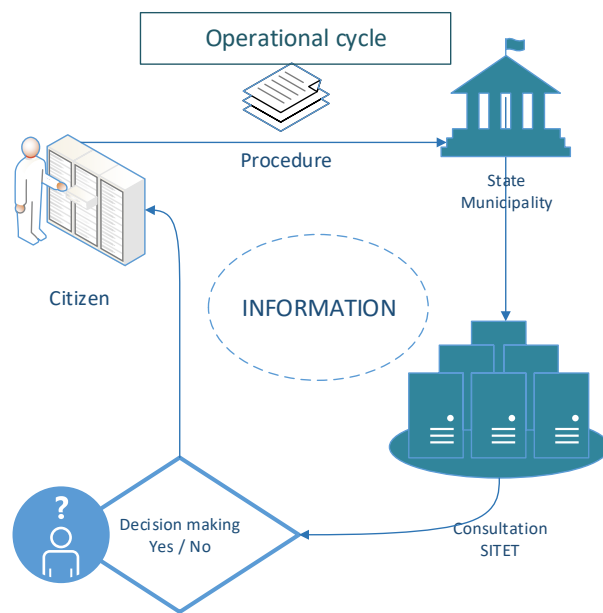 Operational cycle
Procedure
State
Municipality
Citizen
INFORMATION
?
Decision making
Yes / No
Consultation
SITET